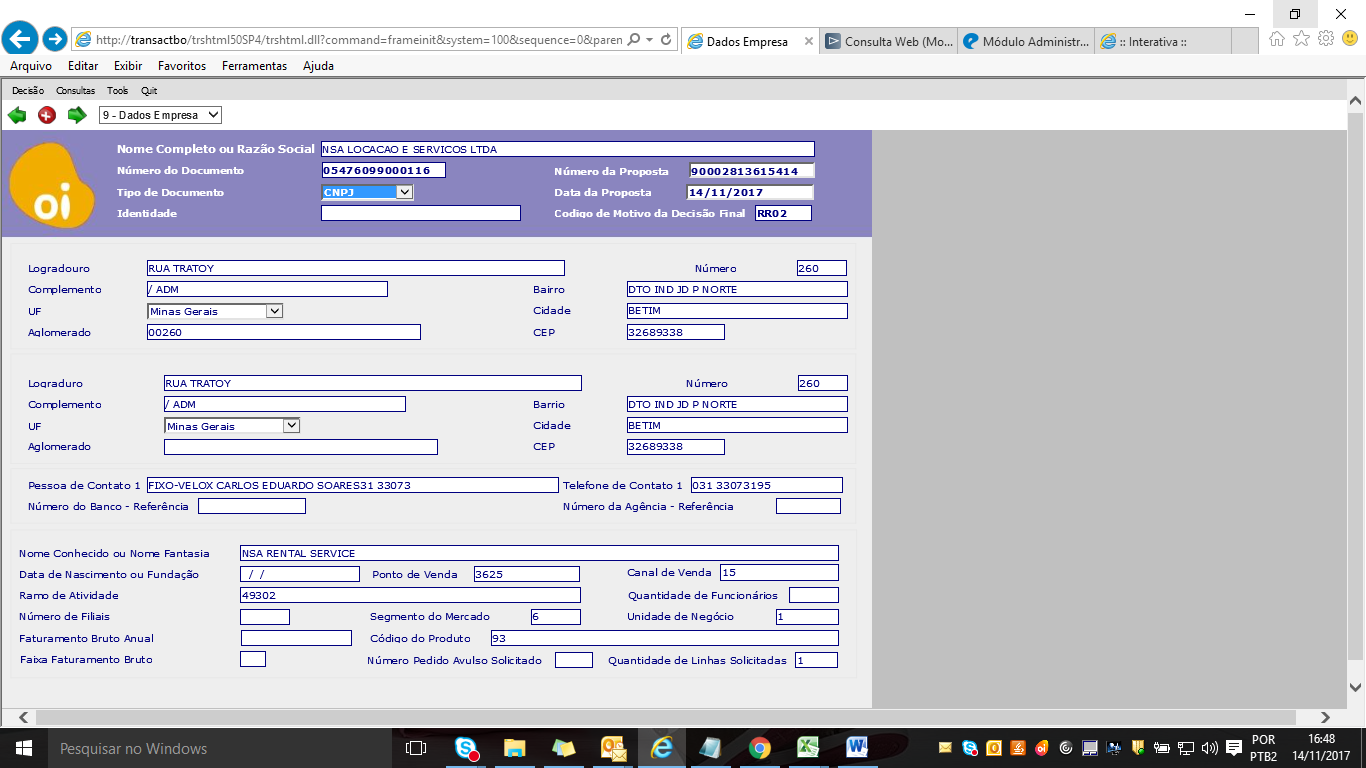 http://transactbo/trshtml50SP4/trshtml.dll?command=frameinit&system=100&sequence=0&paren
Dados Empresa
Consulta Web (Mo...
Módulo Administr...
:: Interativa ::
Arquivo Editar Exibir Favoritos Ferramentas Ajuda
Decisão Consultas Tools Quit
9 - Dados Empresa
oi
Nome Completo ou Razão Social NSA LOCACAO E SERVICOS LTDA
Número do Documento 05476099000116 Número da Proposta 90002813615414
Tipo de Documento CNPJ Data da Proposta 14/11/2017
Identidade Codigo de Motivo da Decisão Final RR02
Logradouro RUA TRATOY Número 260
Complemento / ADM Bairro DTO IND JD P NORTE
UF Minas Gerais Cidade BETIM
Aglomerado 00260 CEP 32689338
Lograduro RUA TRATOY Número 260
Complemento / ADM Barrio DTO IND JD P NORTE
UF Minas Gerais Cidade BETIM
Aglomerado CEP 32689338
Pessoa de Contato 1 FIXO-VELOX CARLOS EDUARDO SOARES31 33073 Telefone de Contato 1 031 33073195
Número do Banco - Referência Número da Agência - Referência
Nome Conhecido ou Nome Fantasia NSA RENTAL SERVICE
Data de Nascimento ou Fundação / / Ponto de Venda 3625 Canal de Venda 15
Ramo de Atividade 49302 Quantidade de Funcionários
Número de Filiais Segmento do Mercado 6 Unidade de Negócio 1
Faturamento Bruto Anual Código do Produto 93
Faixa Faturamento Bruto Número Pedido Avulso Solicitado Quantidade de Linhas Solicitadas 1
Pesquisar no Windows
POR 16:48
PTB2 14/11/2017